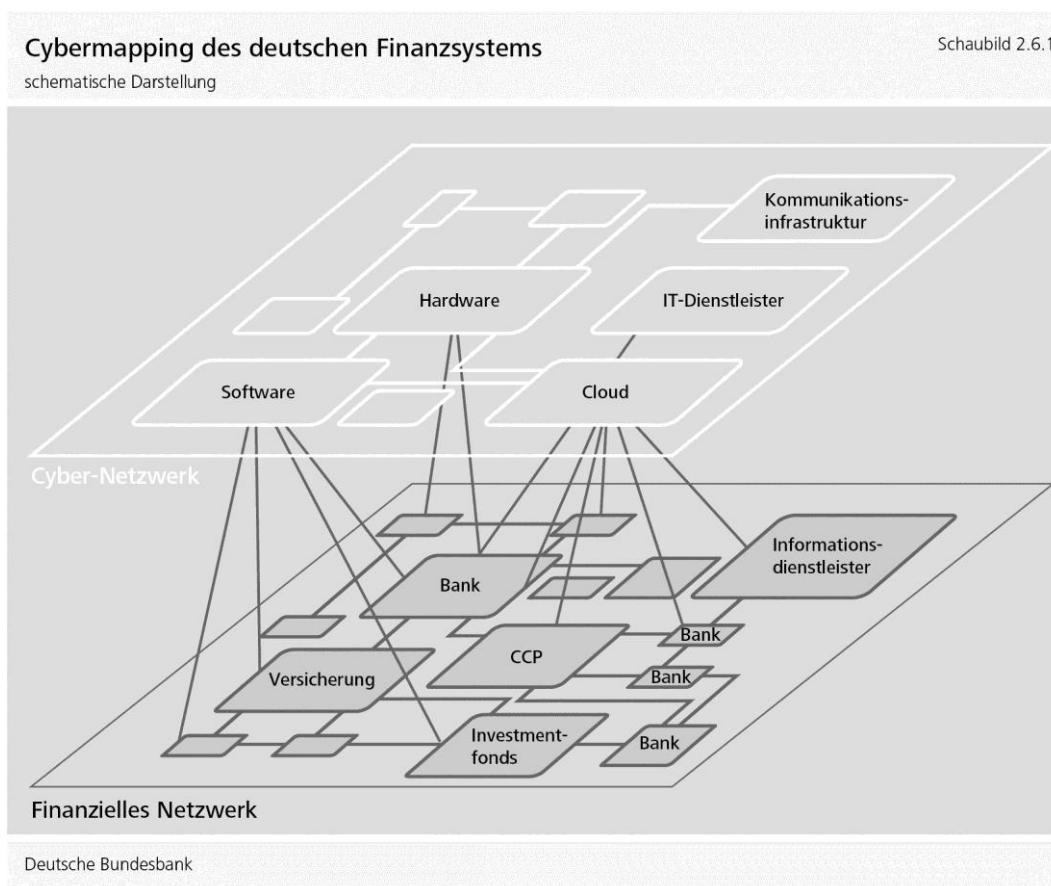 Cybermapping des deutschen Finanzsystems
Schaubild 2.6.1
schematische Darstellung
Kommunikations-
infrastruktur
Hardware
IT-Dienstleister
Software
Cloud
Cyber-Netzwerk
Informations-
dienstleister
Bank
Bank
CCP
Bank
Versicherung
Investment-
fonds
Bank
Finanzielles Netzwerk
Deutsche Bundesbank